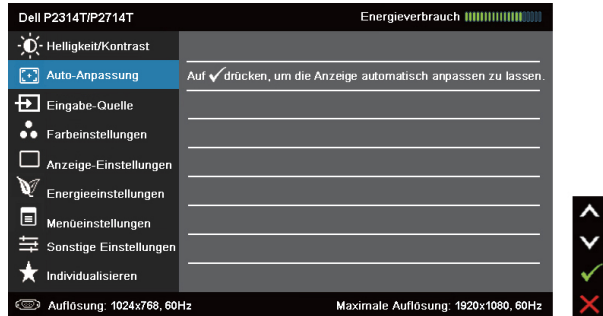 Dell P2314T/P2714T
Energieverbrauch
Helligkeit/Kontrast
Auto-Anpassung
Auf ✓drücken, um die Anzeige automatisch anpassen zu lassen.
Eingabe-Quelle
Farbeinstellungen
Anzeige-Einstellungen
Energieeinstellungen
Menüeinstellungen
Sonstige Einstellungen
Individualisieren
Auflösung: 1024x768, 60Hz
Maximale Auflösung: 1920x1080, 60Hz